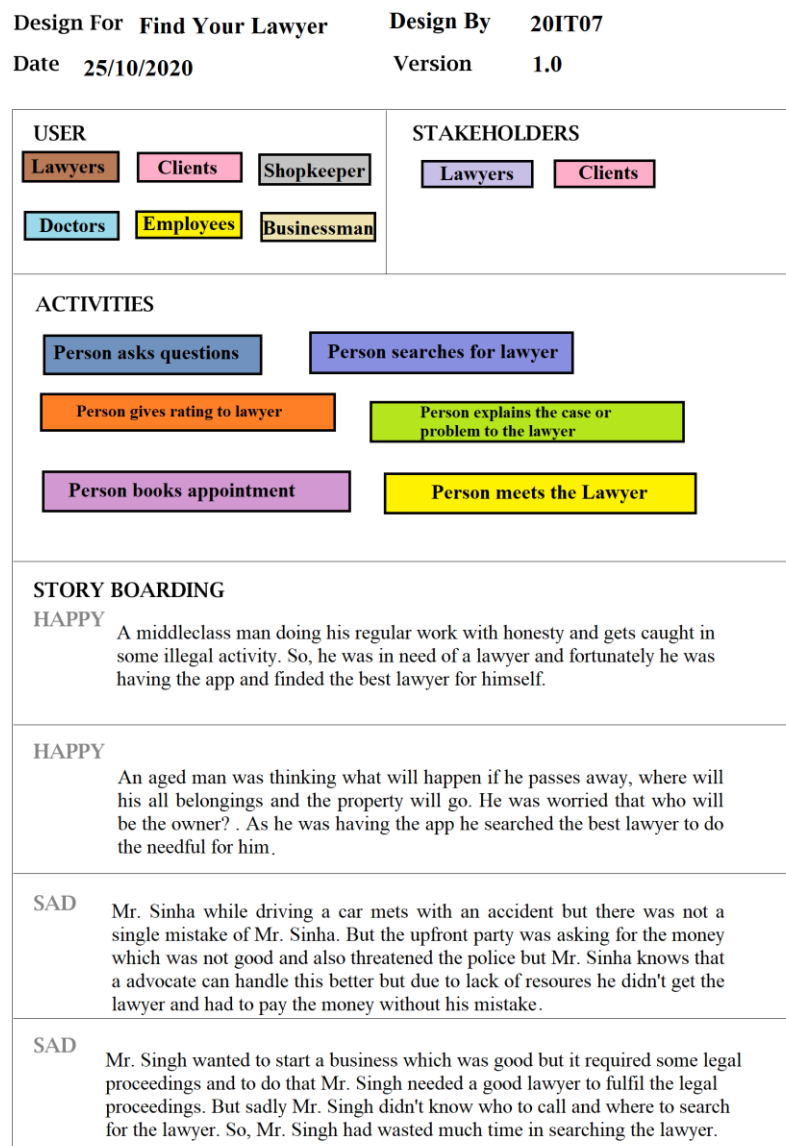 Design For Find Your Lawyer Design By 20IT07
Date 25/10/2020 Version 1.0
USER
Lawyers Clients Shopkeeper
Doctors Employees Businessman
STAKEHOLDERS
Lawyers Clients
ACTIVITIES
Person asks questions Person searches for lawyer
Person gives rating to lawyer
Person explains the case or
problem to the lawyer
Person books appointment Person meets the Lawyer
STORY BOARDING
HAPPY
A middleclass man doing his regular work with honesty and gets caught in
some illegal activity. So, he was in need of a lawyer and fortunately he was
having the app and finded the best lawyer for himself.
HAPPY
An aged man was thinking what will happen if he passes away, where will
his all belongings and the property will go. He was worried that who will
be the owner? . As he was having the app he searched the best lawyer to do
the needful for him.
SAD
Mr. Sinha while driving a car mets with an accident but there was not a
single mistake of Mr. Sinha. But the upfront party was asking for the money
which was not good and also threatened the police but Mr. Sinha knows that
a advocate can handle this better but due to lack of resoures he didn't get the
lawyer and had to pay the money without his mistake.
SAD
Mr. Singh wanted to start a business which was good but it required some legal
proceedings and to do that Mr. Singh needed a good lawyer to fulfil the legal
proceedings. But sadly Mr. Singh didn't know who to call and where to search
for the lawyer. So, Mr. Singh had wasted much time in searching the lawyer.